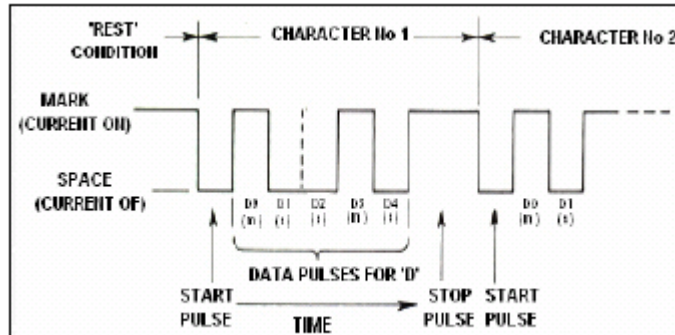 'REST'
CONDITION
CHARACTER No 1
CHARACTER No 2
MARK
(CURRENT ON)
SPACE
(CURRENT OF)
D0 D1 D2 D3 D4 D0 D1
(m) (s) (s) (m) (s) (m) (s)
DATA PULSES FOR 'D'
START
PULSE
TIME
STOP
PULSE
START
PULSE